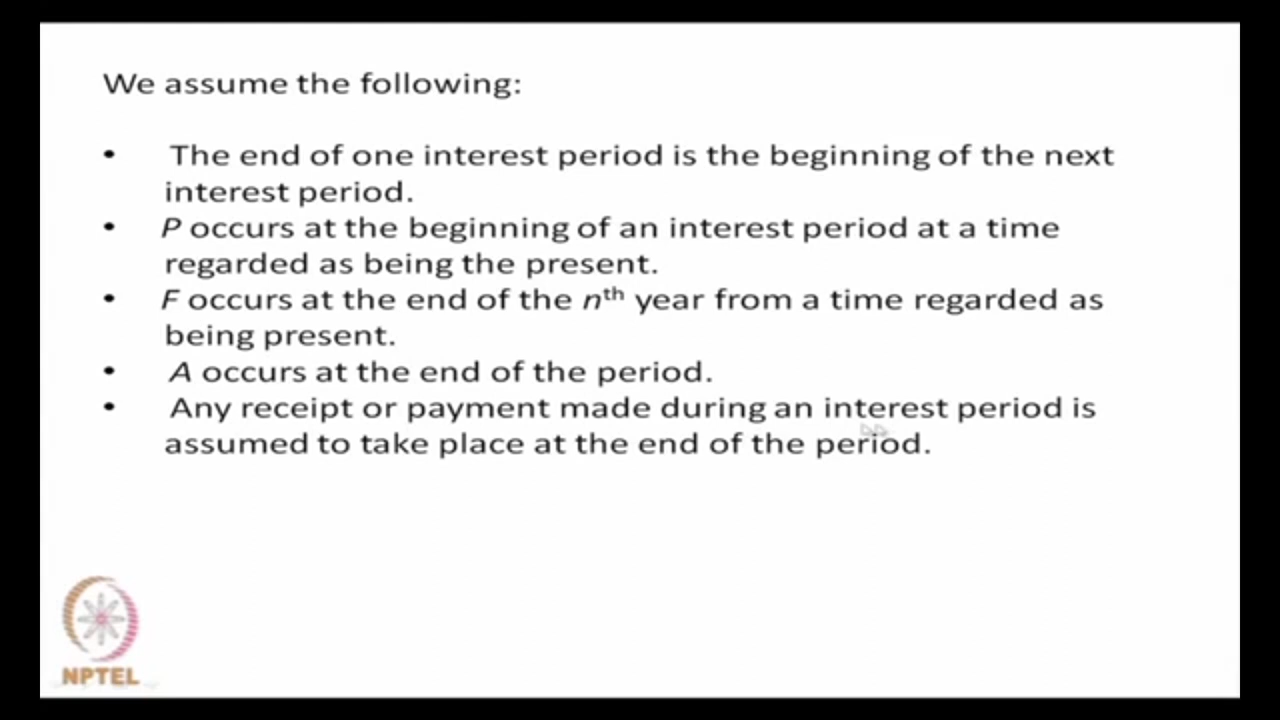 We assume the following:
• The end of one interest period is the beginning of the next
interest period.
• P occurs at the beginning of an interest period at a time
regarded as being the present.
• F occurs at the end of the nth year from a time regarded as
being present.
• A occurs at the end of the period.
• Any receipt or payment made during an interest period is
assumed to take place at the end of the period.
NPTEL